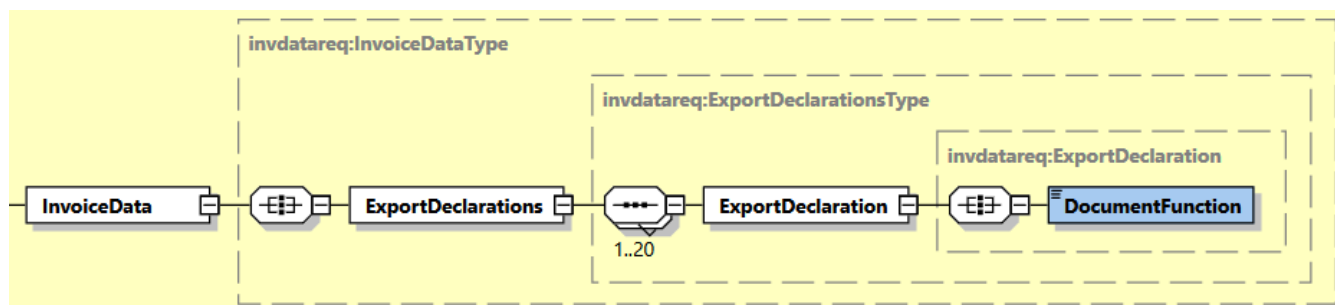 invdatareq:InvoiceDataType
invdatareq:ExportDeclarationsType
invdatareq:ExportDeclaration
InvoiceData
ExportDeclarations
ExportDeclaration
DocumentFunction
1..20